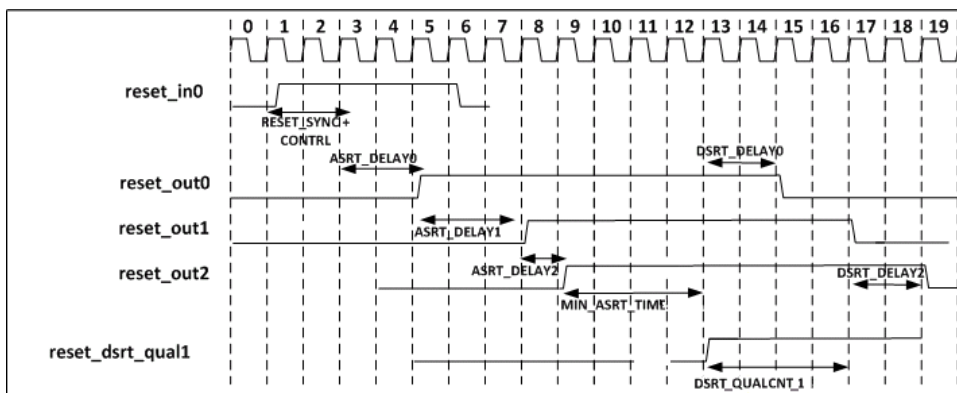 0 1 2 3 4 5 6 7 8 9 10 11 12 13 14 15 16 17 18 19
reset_in0
RESET_SYNC+
CONTRL
ASRT_DELAY0
DSRT_DELAY0
reset_out0
reset_out1
ASRT_DELAY1
reset_out2
ASRT_DELAY2
DSRT_DELAY2
MIN_ASRT_TIME
reset_dsrt_qual1
DSRT_QUALCNT_1